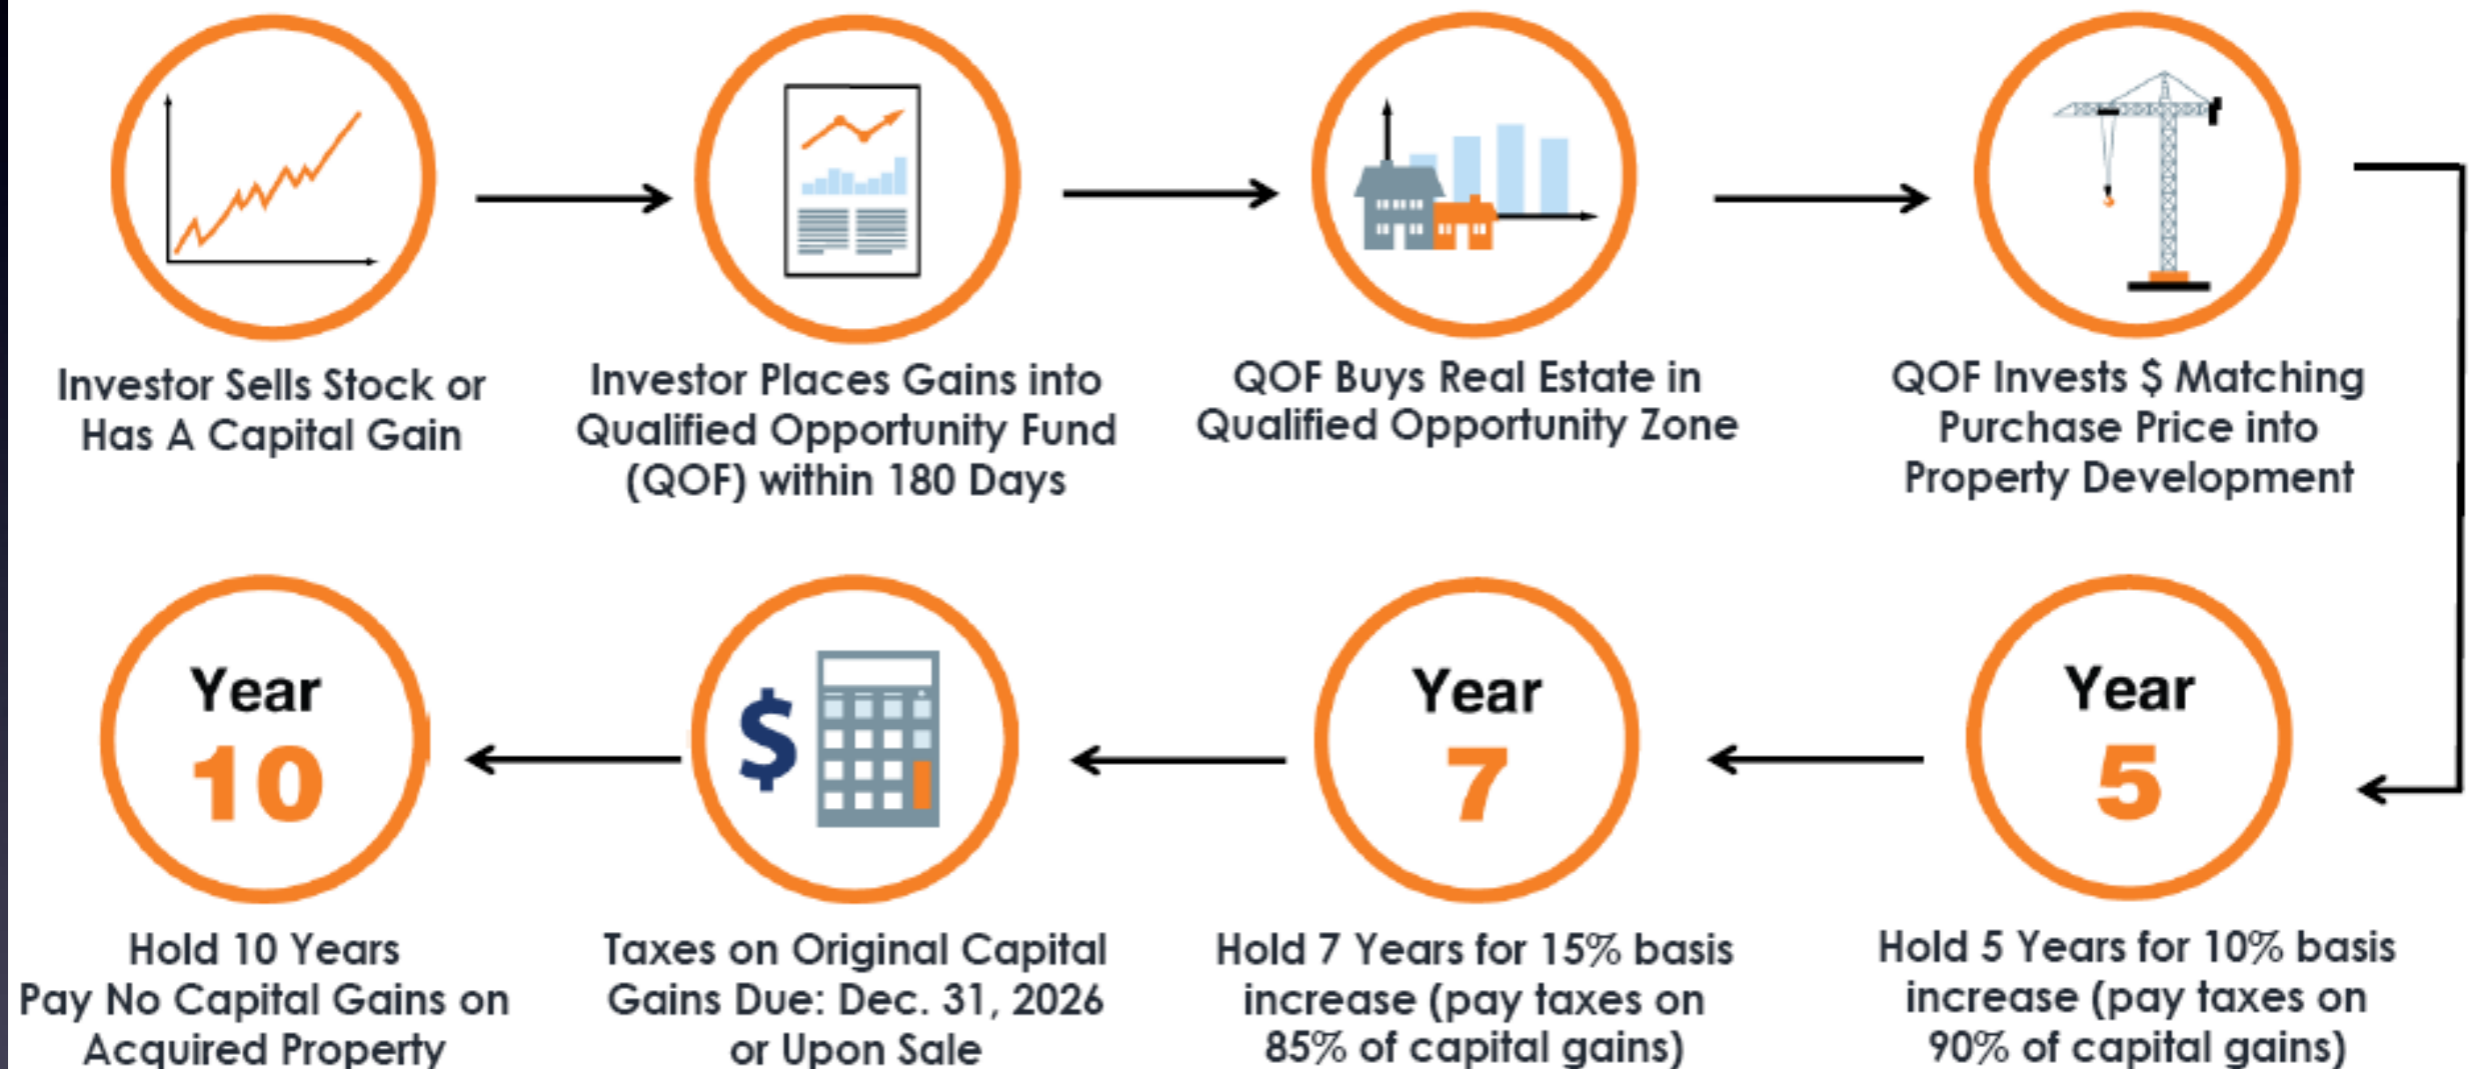 Investor Sells Stock or
Has A Capital Gain
Investor Places Gains into
Qualified Opportunity Fund
(QOF) within 180 Days
QOF Buys Real Estate in
Qualified Opportunity Zone
QOF Invests $ Matching
Purchase Price into
Property Development
Year
5
Hold 5 Years for 10% basis
increase (pay taxes on
90% of capital gains)
Year
7
Hold 7 Years for 15% basis
increase (pay taxes on
85% of capital gains)
$
Taxes on Original Capital
Gains Due: Dec. 31, 2026
or Upon Sale
Year
10
Hold 10 Years
Pay No Capital Gains on
Acquired Property